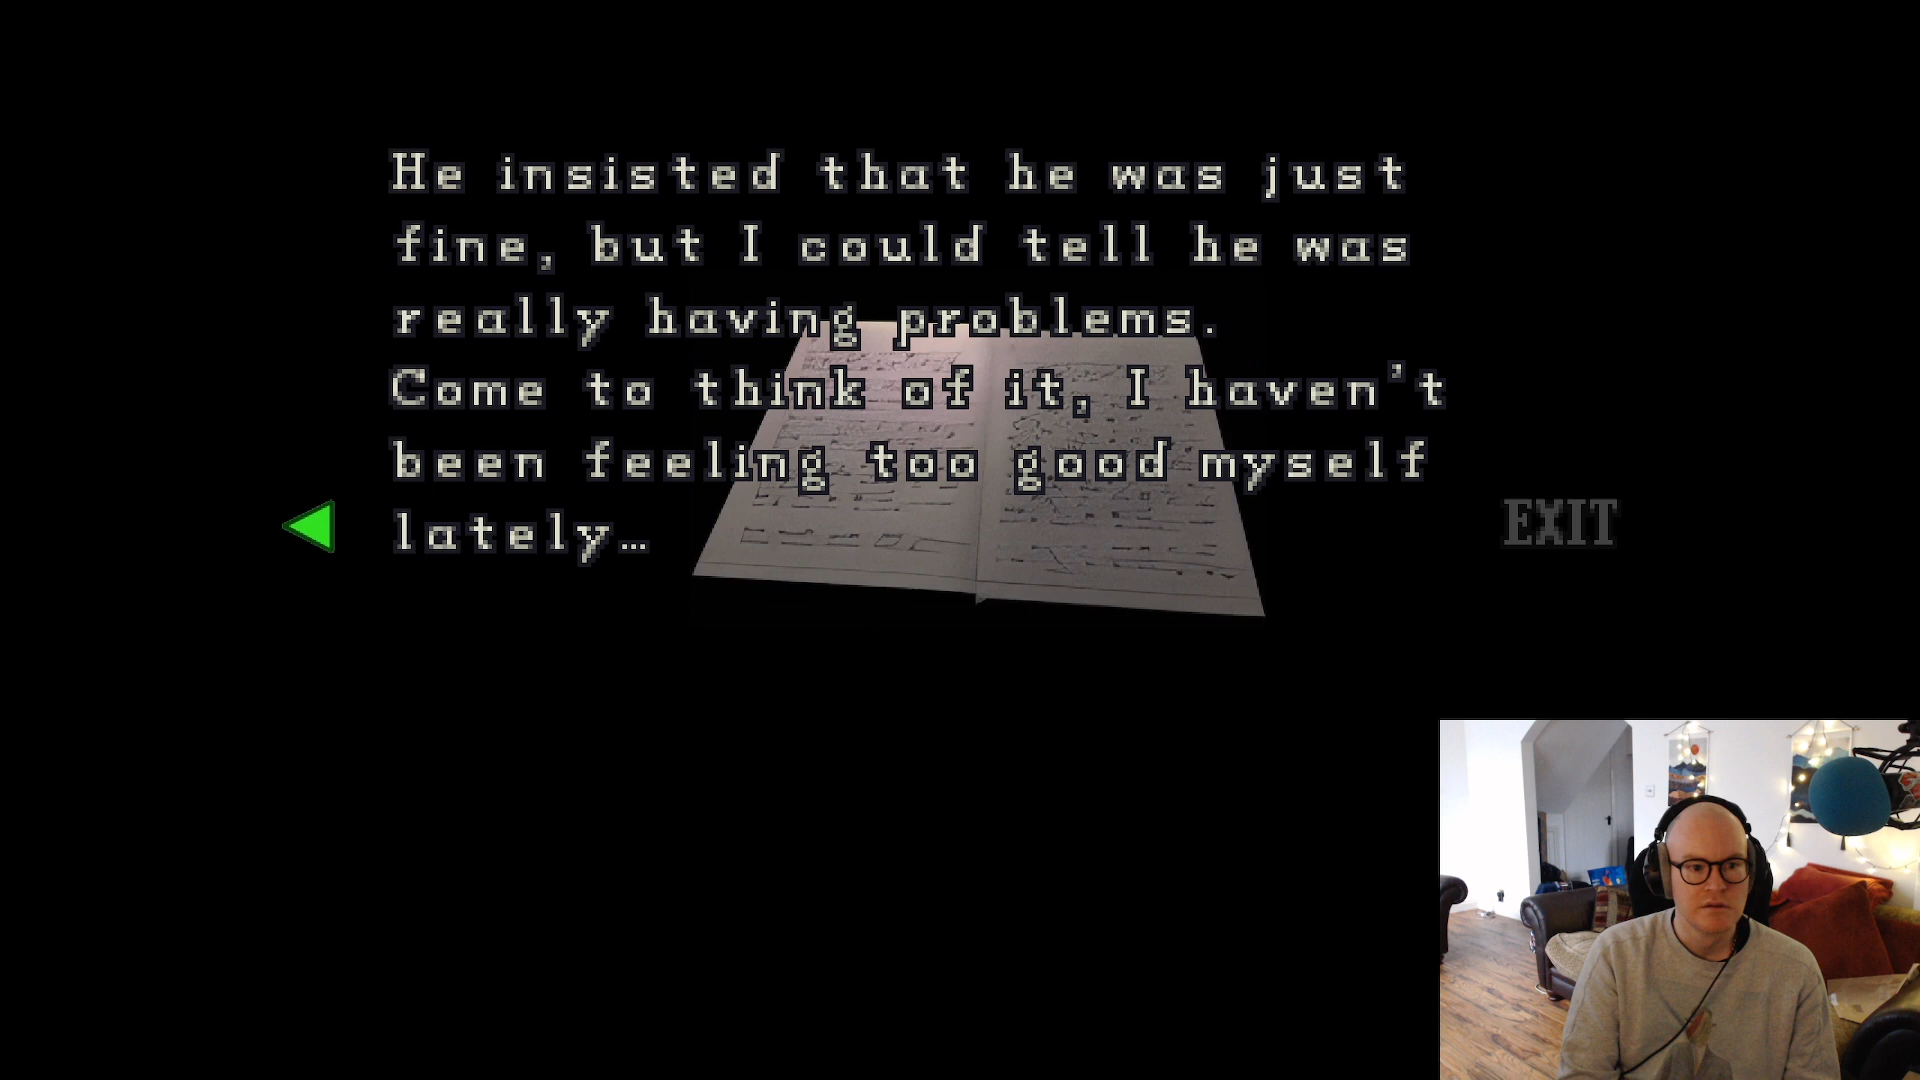 He insisted that he was just
fine, but I could tell he was
really having problems.
Come to think of it, I haven't
been feeling too good myself
lately…
EXIT